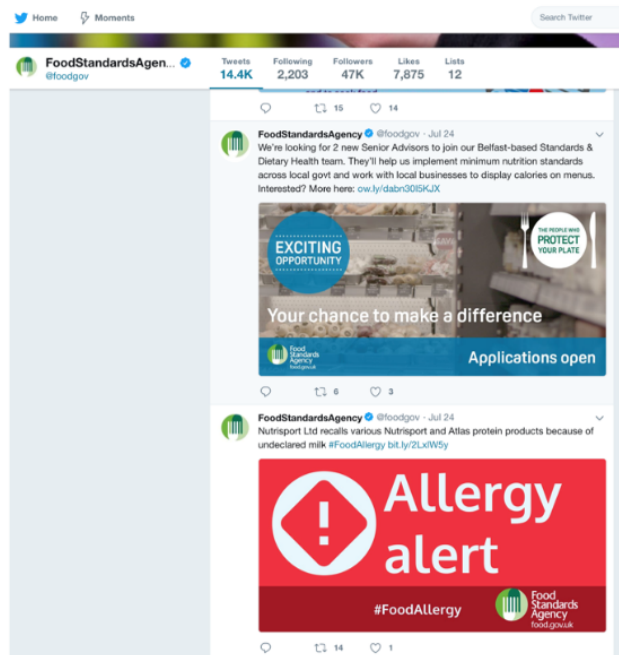 Home Moments Search Twitter
FoodStandardsAgen...
@foodgov
Tweets Following Followers Likes Lists
14.4K 2,203 47K 7,875 12
15 14
FoodStandardsAgency @foodgov · Jul 24
We're looking for 2 new Senior Advisors to join our Belfast-based Standards &
Dietary Health team. They'll help us implement minimum nutrition standards
across local govt and work with local businesses to display calories on menus.
Interested? More here: ow.ly/dabn30l5KJX
EXCITING
OPPORTUNITY
THE PEOPLE WHO
PROTECT
YOUR PLATE
Your chance to make a difference
Food
Standards
Agency
food.gov.uk
Applications open
6 3
FoodStandardsAgency @foodgov · Jul 24
Nutrisport Ltd recalls various Nutrisport and Atlas protein products because of
undeclared milk #FoodAllergy bit.ly/2LxlW5y
Allergy
alert
#FoodAllergy
Food
Standards
Agency
food.gov.uk
14 1